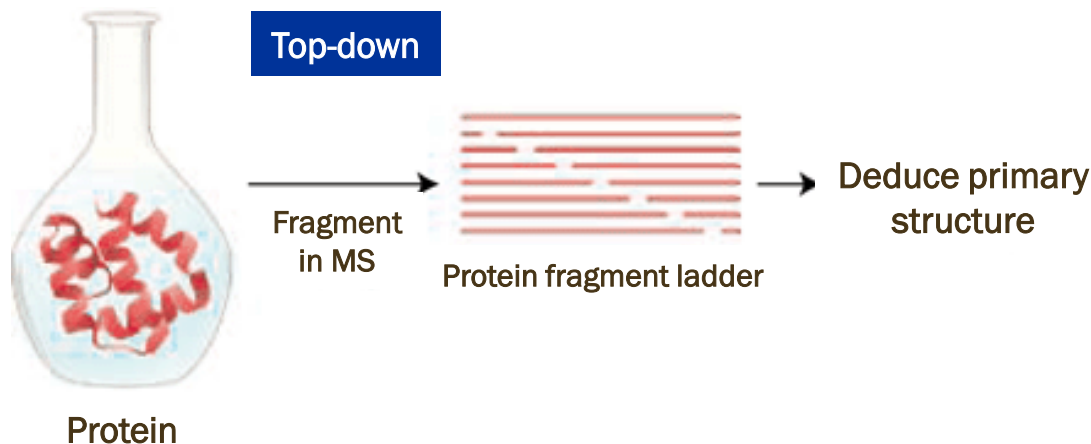 Top-down
Fragment
in MS
Protein fragment ladder
Deduce primary
structure
Protein